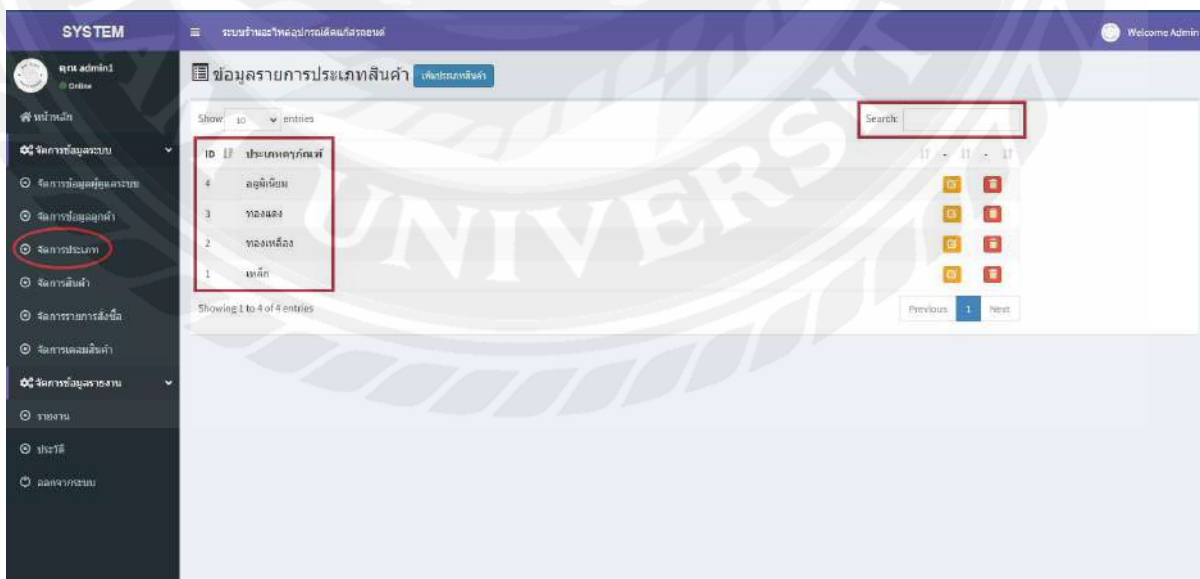 SYSTEM
ระบบร้านอะไหล่อุปกรณ์ติดแก๊สรถยนต์
Welcome Admin
คุณ admin1
Online
ข้อมูลรายการประเภทสินค้า
เพิ่มประเภทสินค้า
หน้าหลัก
จัดการข้อมูลระบบ
จัดการข้อมูลผู้ดูแลระบบ
จัดการข้อมูลลูกค้า
จัดการประเภท
จัดการสินค้า
จัดการรายการสั่งซื้อ
จัดการเคลมสินค้า
จัดการข้อมูลรายงาน
รายงาน
ประวัติ
ออกจากระบบ
Show 10 entries
Search:
ID ประเภทครุภัณฑ์ - -
4 อลูมิเนียม
3 ทองแดง
2 ทองเหลือง
1 เหล็ก
Showing 1 to 4 of 4 entries
Previous 1 Next